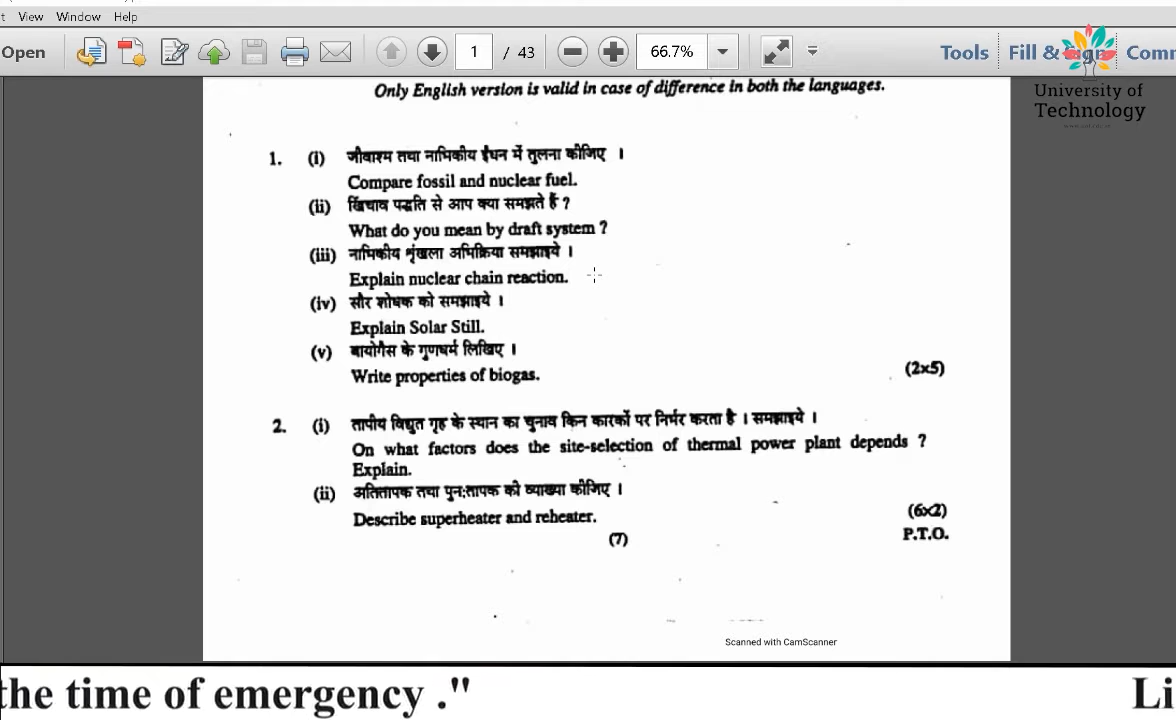 t View Window Help
Open 1 / 43 66.7% Tools Fill & Sign Comm
University of
Technology
Only English version is valid in case of difference in both the languages.
1. (i) जीवाश्म तथा नाभिकीय ईंधन में तुलना कीजिए ।
Compare fossil and nuclear fuel.
(ii) खिंचाव पद्धति से आप क्या समझते हैं ?
What do you mean by draft system ?
(iii) नाभिकीय शृंखला अभिक्रिया समझाइये ।
Explain nuclear chain reaction.
(iv) सौर शोधक को समझाइये ।
Explain Solar Still.
(v) बायोगैस के गुणधर्म लिखिए ।
Write properties of biogas. (2x5)
2. (i) तापीय विद्युत गृह के स्थान का चुनाव किन कारकों पर निर्भर करता है । समझाइये ।
On what factors does the site-selection of thermal power plant depends ?
Explain.
(ii) अतितापक तथा पुन:तापक को व्याख्या कीजिए ।
Describe superheater and reheater. (6x2)
(7) P.T.O.
Scanned with CamScanner
the time of emergency ." Li